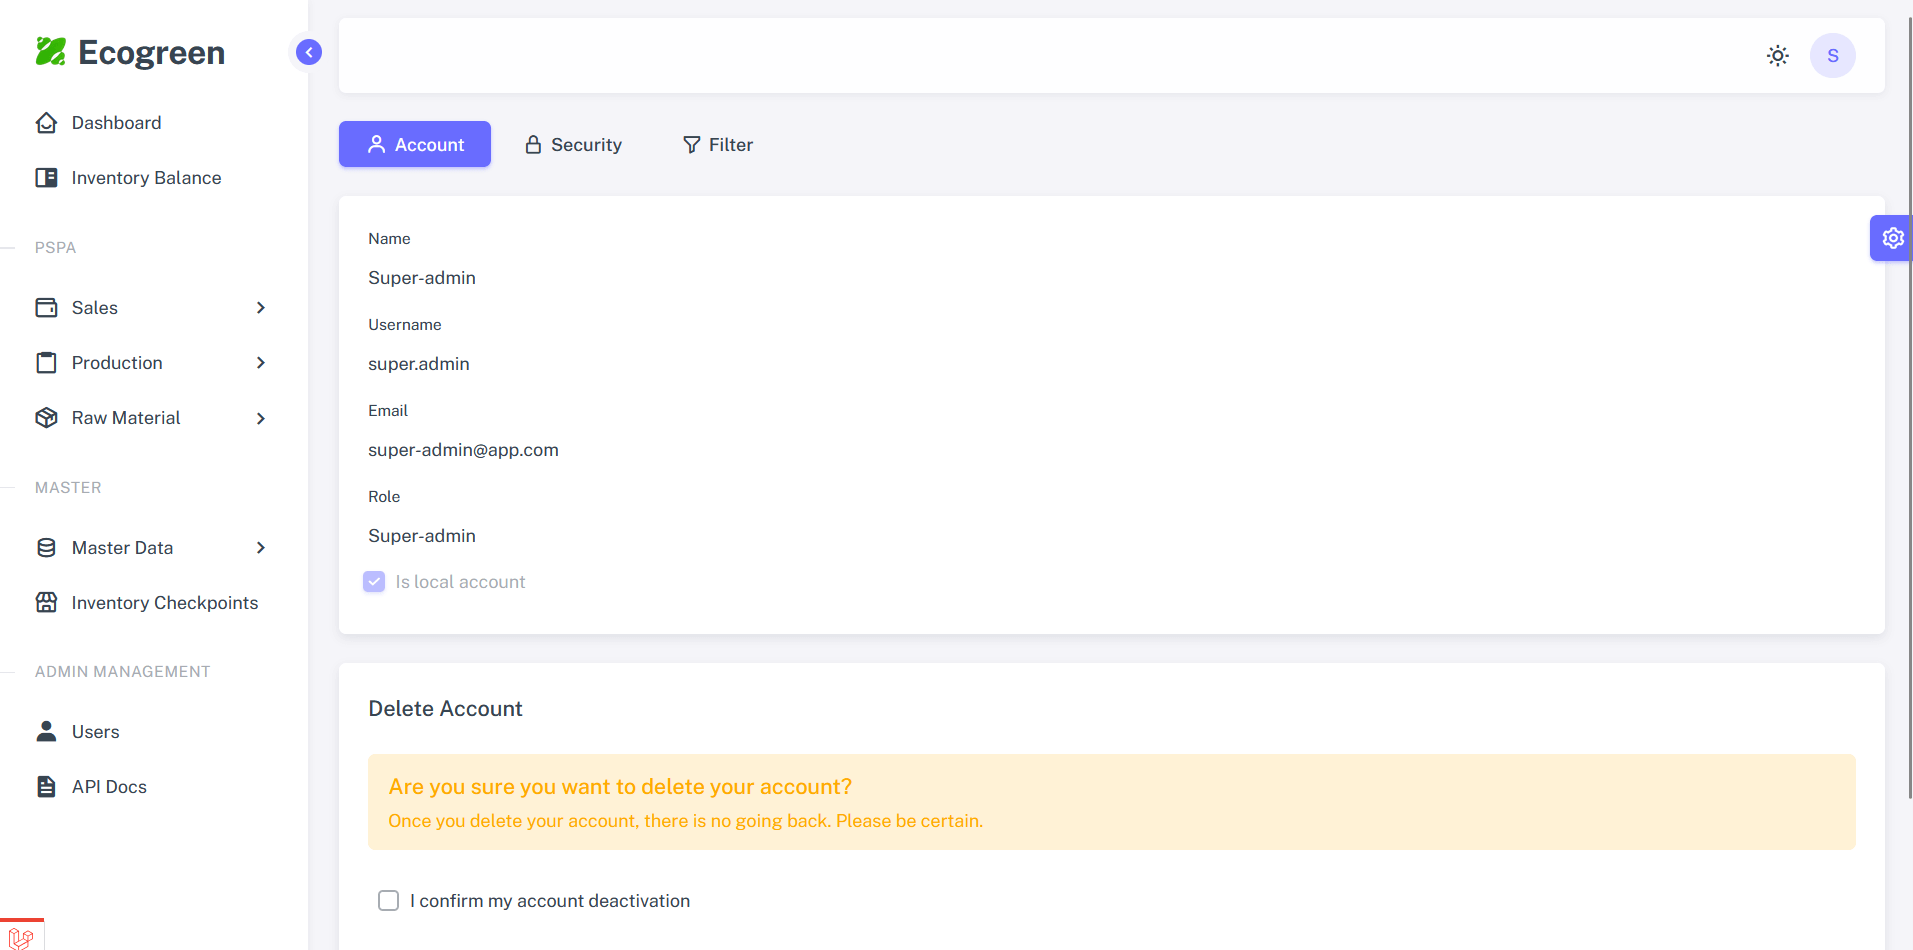 Ecogreen
Dashboard
Inventory Balance
PSPA
Sales
Production
Raw Material
MASTER
Master Data
Inventory Checkpoints
ADMIN MANAGEMENT
Users
API Docs
S
Account
Security
Filter
Name
Super-admin
Username
super.admin
Email
super-admin@app.com
Role
Super-admin
Is local account
Delete Account
Are you sure you want to delete your account?
Once you delete your account, there is no going back. Please be certain.
I confirm my account deactivation